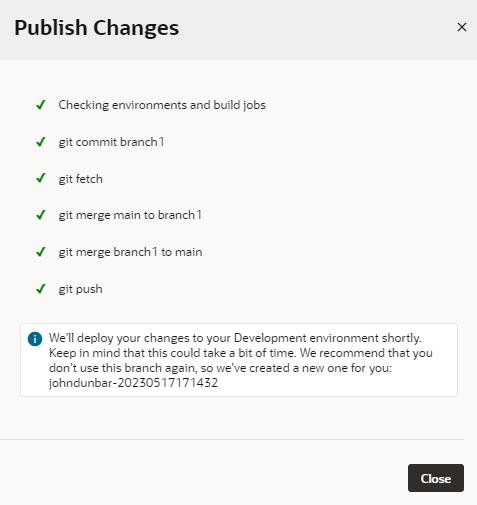 Publish Changes
Checking environments and build jobs
git commit branch1
git fetch
git merge main to branch1
git merge branch1 to main
git push
We'll deploy your changes to your Development environment shortly.
Keep in mind that this could take a bit of time. We recommend that you
don't use this branch again, so we've created a new one for you:
johndunbar-20230517171432
Close